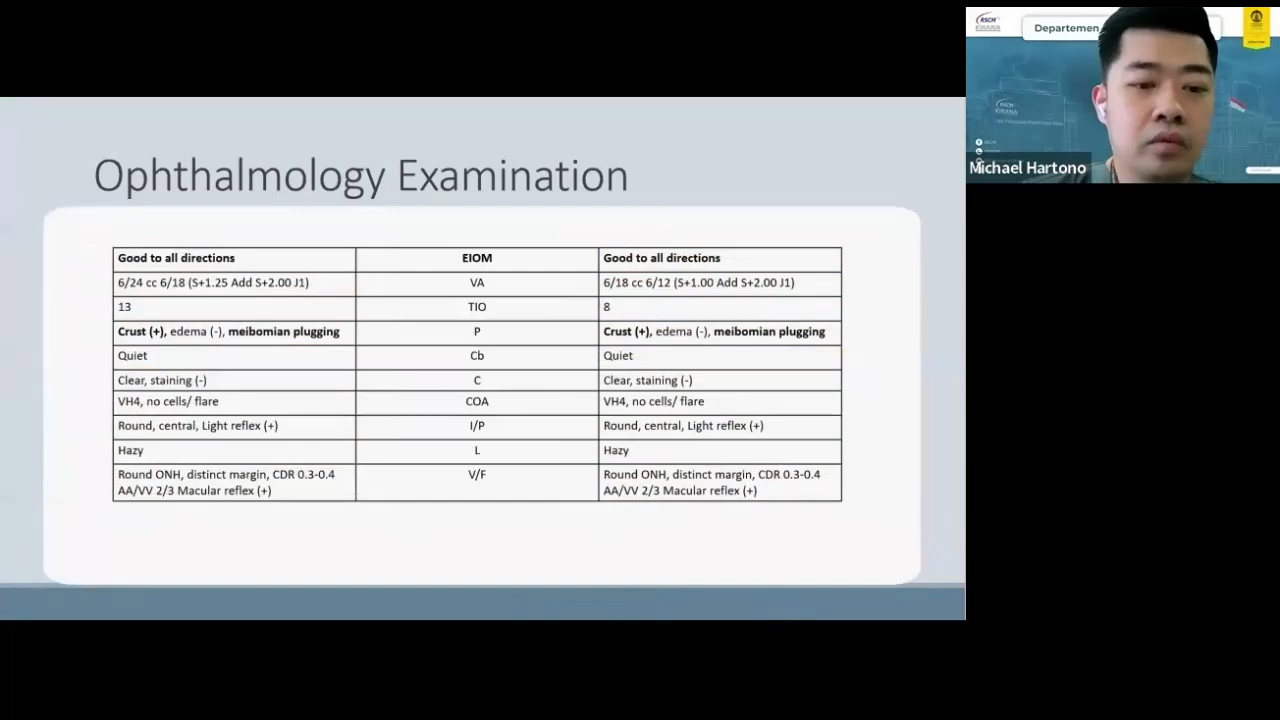 RSCM
KIRANA
Departemen
RSCM
KIRANA
Michael Hartono
Ophthalmology Examination
Good to all directions EIOM Good to all directions
6/24 cc 6/18 (S+1.25 Add S+2.00 J1) VA 6/18 cc 6/12 (S+1.00 Add S+2.00 J1)
13 TIO 8
Crust (+), edema (-), meibomian plugging P Crust (+), edema (-), meibomian plugging
Quiet Cb Quiet
Clear, staining (-) C Clear, staining (-)
VH4, no cells/ flare COA VH4, no cells/ flare
Round, central, Light reflex (+) I/P Round, central, Light reflex (+)
Hazy L Hazy
Round ONH, distinct margin, CDR 0.3-0.4 V/F Round ONH, distinct margin, CDR 0.3-0.4
AA/VV 2/3 Macular reflex (+) AA/VV 2/3 Macular reflex (+)